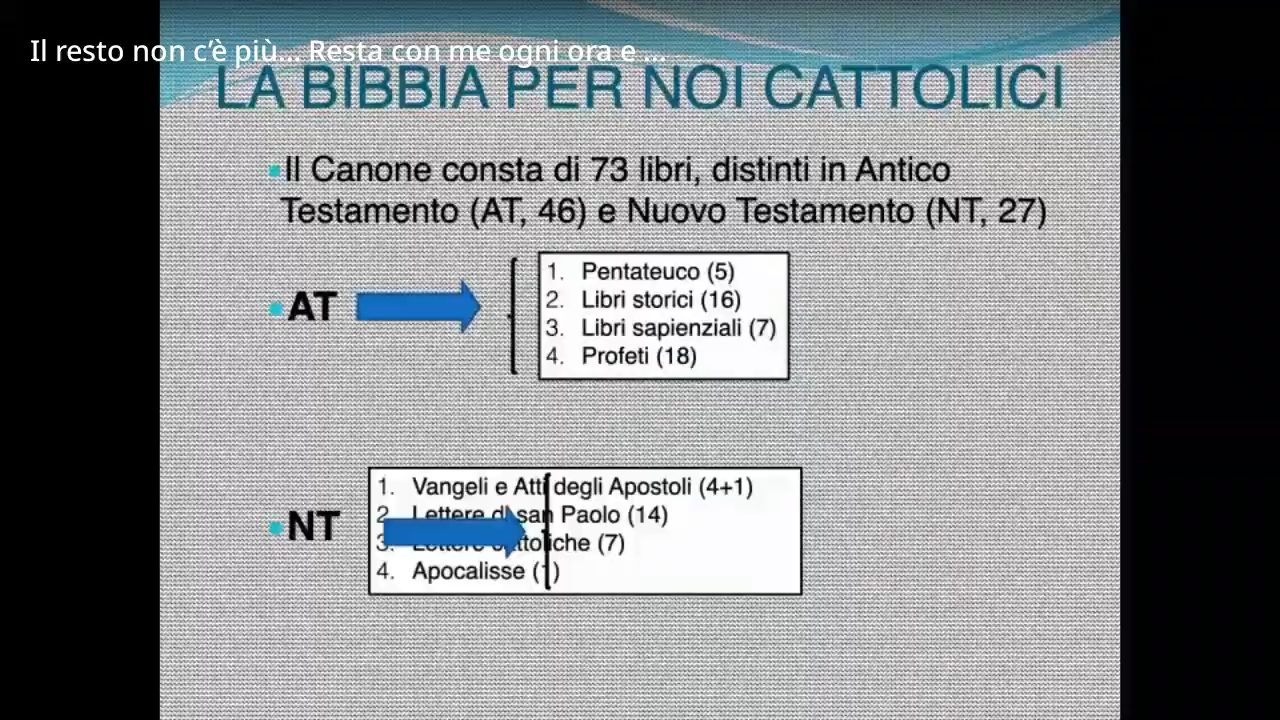 Il resto non c'è più... Resta con me ogni ora e ...
LA BIBBIA PER NOI CATTOLICI
Il Canone consta di 73 libri, distinti in Antico
Testamento (AT, 46) e Nuovo Testamento (NT, 27)
AT
1. Pentateuco (5)
2. Libri storici (16)
3. Libri sapienziali (7)
4. Profeti (18)
NT
1. Vangeli e Atti degli Apostoli (4+1)
2. Lettere di san Paolo (14)
3. Lettere cattoliche (7)
4. Apocalisse (1)